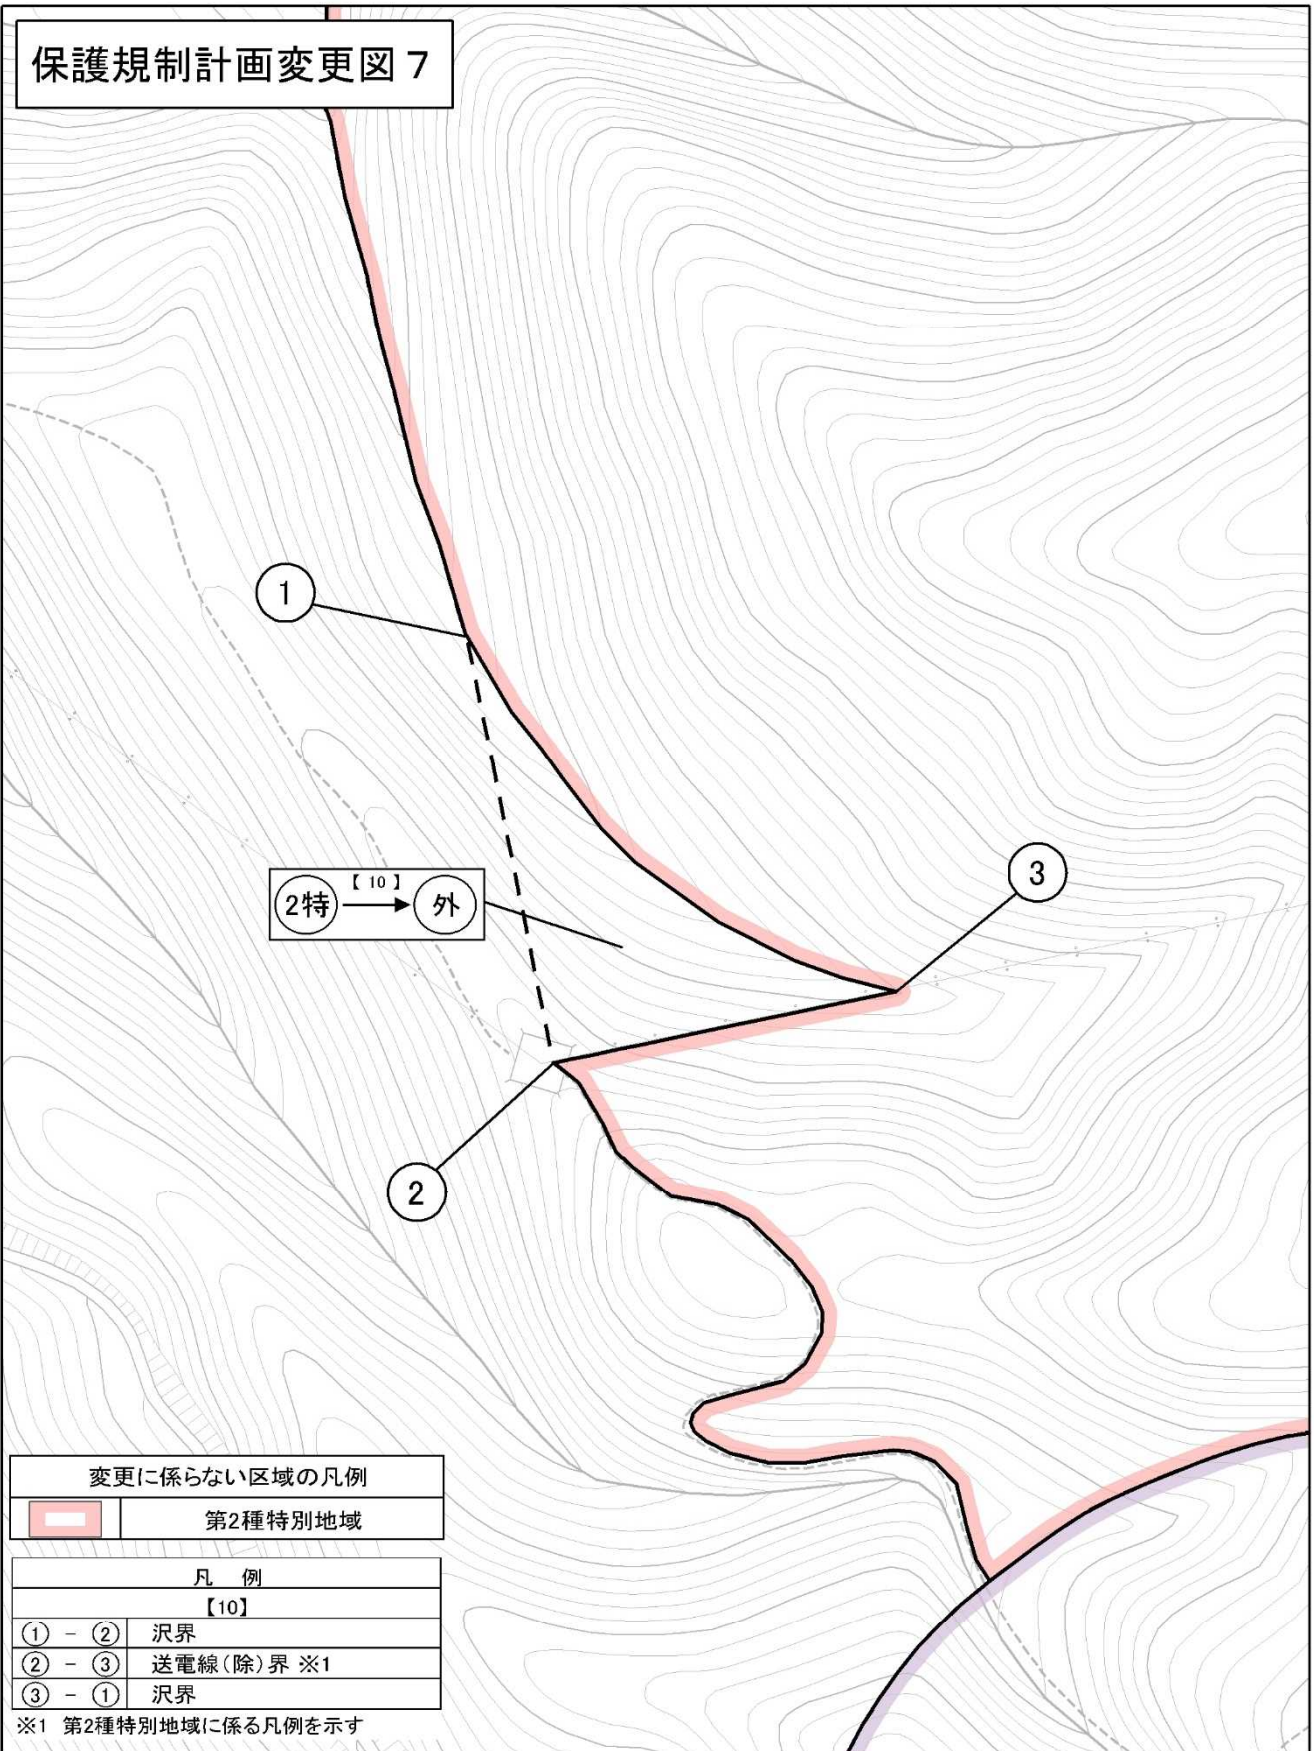 保護規制計画変更図7
①
③
【10】
2特 → 外
②
変更に係らない区域の凡例
第2種特別地域
凡 例
【10】
① - ② 沢界
② - ③ 送電線(除)界 ※1
③ - ① 沢界
※1 第2種特別地域に係る凡例を示す